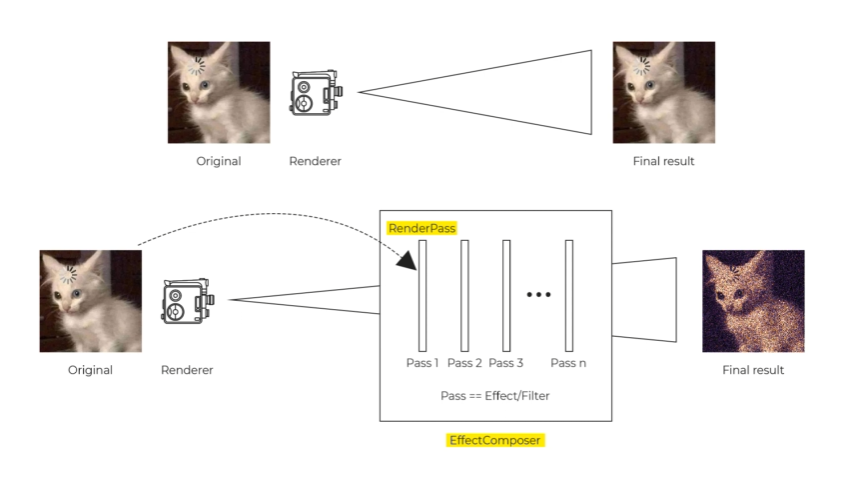 Original
Renderer
Final result
RenderPass
Pass 1 Pass 2 Pass 3 Pass n
Pass == Effect/Filter
Original
Renderer
Final result
EffectComposer